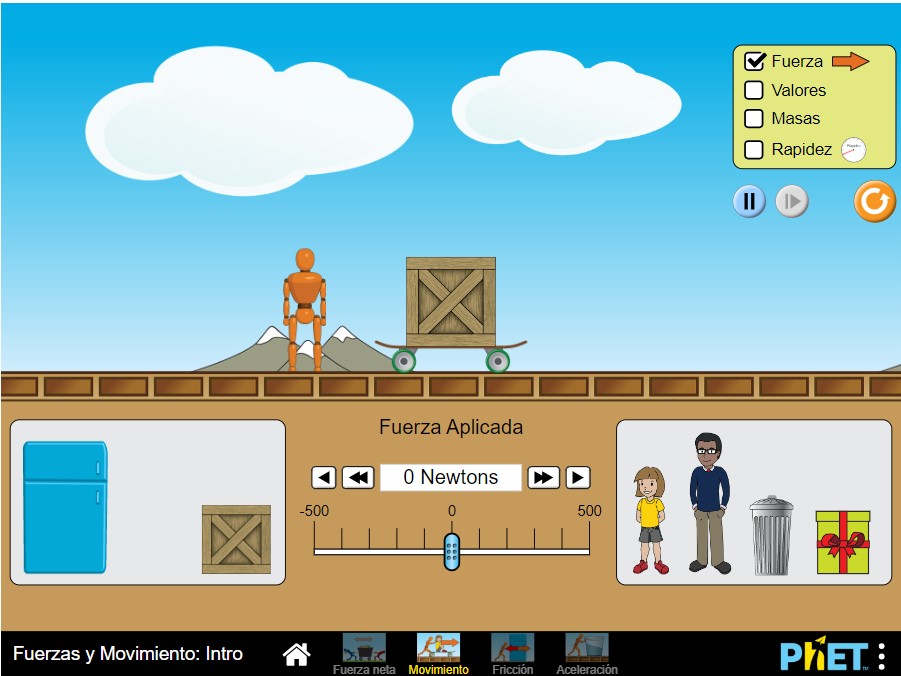 Fuerza
Valores
Masas
Rapidez
Fuerza Aplicada
0 Newtons
-500 0 500
Fuerzas y Movimiento: Intro
Fuerza neta
Movimiento
Fricción
Aceleración
PhET